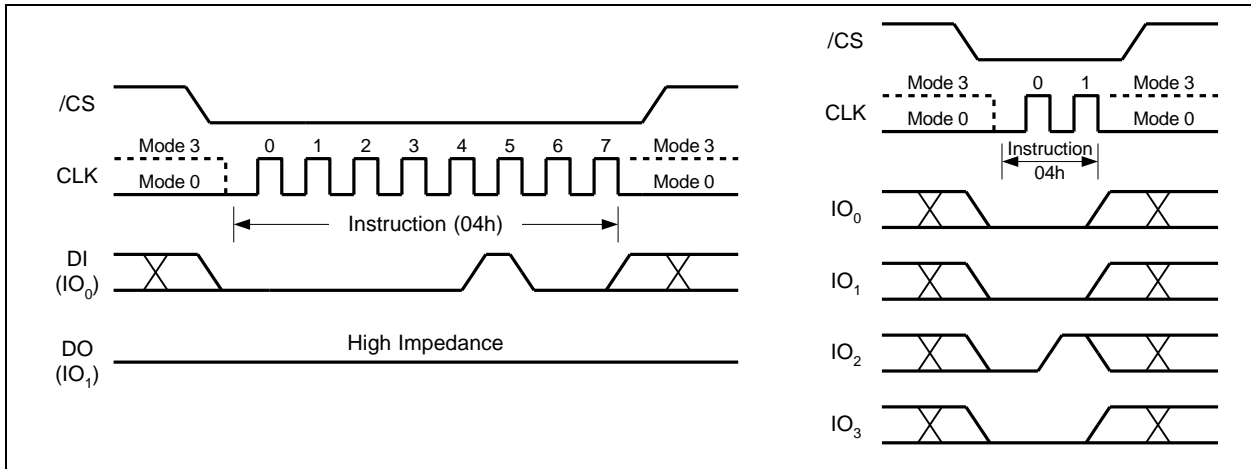 /CS
Mode 3 0 1 2 3 4 5 6 7 Mode 3
CLK
Mode 0 Mode 0
Instruction (04h)
DI
(IO0)
High Impedance
DO
(IO1)
/CS
Mode 3 0 1 Mode 3
CLK
Mode 0 Mode 0
Instruction
04h
IO0
IO1
IO2
IO3